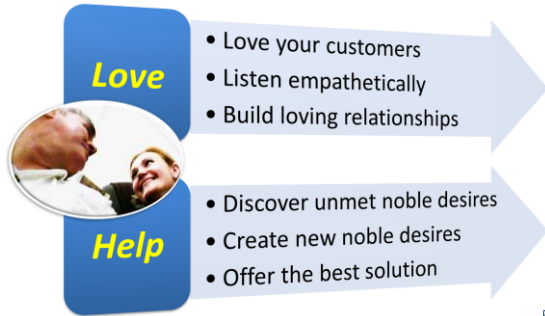 Love
• Love your customers
• Listen empathetically
• Build loving relationships
Help
• Discover unmet noble desires
• Create new noble desires
• Offer the best solution